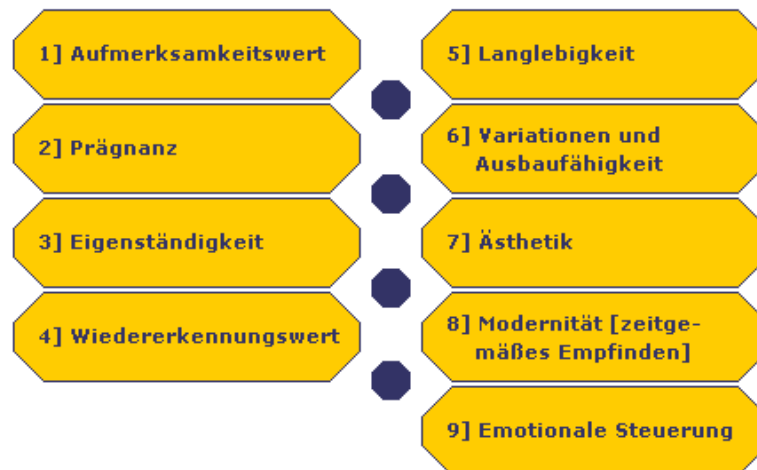 1] Aufmerksamkeitswert
2] Prägnanz
3] Eigenständigkeit
4] Wiedererkennungswert
5] Langlebigkeit
6] Variationen und
Ausbaufähigkeit
7] Ästhetik
8] Modernität [zeitge-
mäßes Empfinden]
9] Emotionale Steuerung